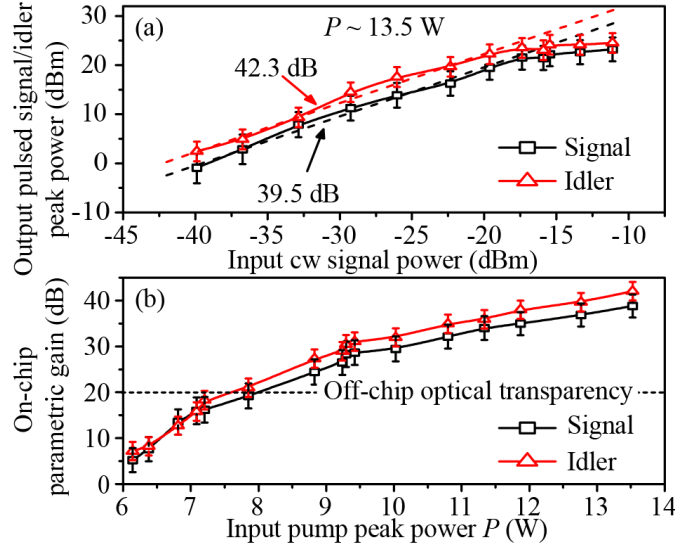 Output pulsed signal/idler
peak power (dBm)
30
20
10
0
-10
(a)
P ~ 13.5 W
42.3 dB
39.5 dB
Signal
Idler
-45 -40 -35 -30 -25 -20 -15 -10
Input cw signal power (dBm)
On-chip
parametric gain (dB)
40
30
20
10
0
(b)
Off-chip optical transparency
Signal
Idler
6 7 8 9 10 11 12 13 14
Input pump peak power P (W)